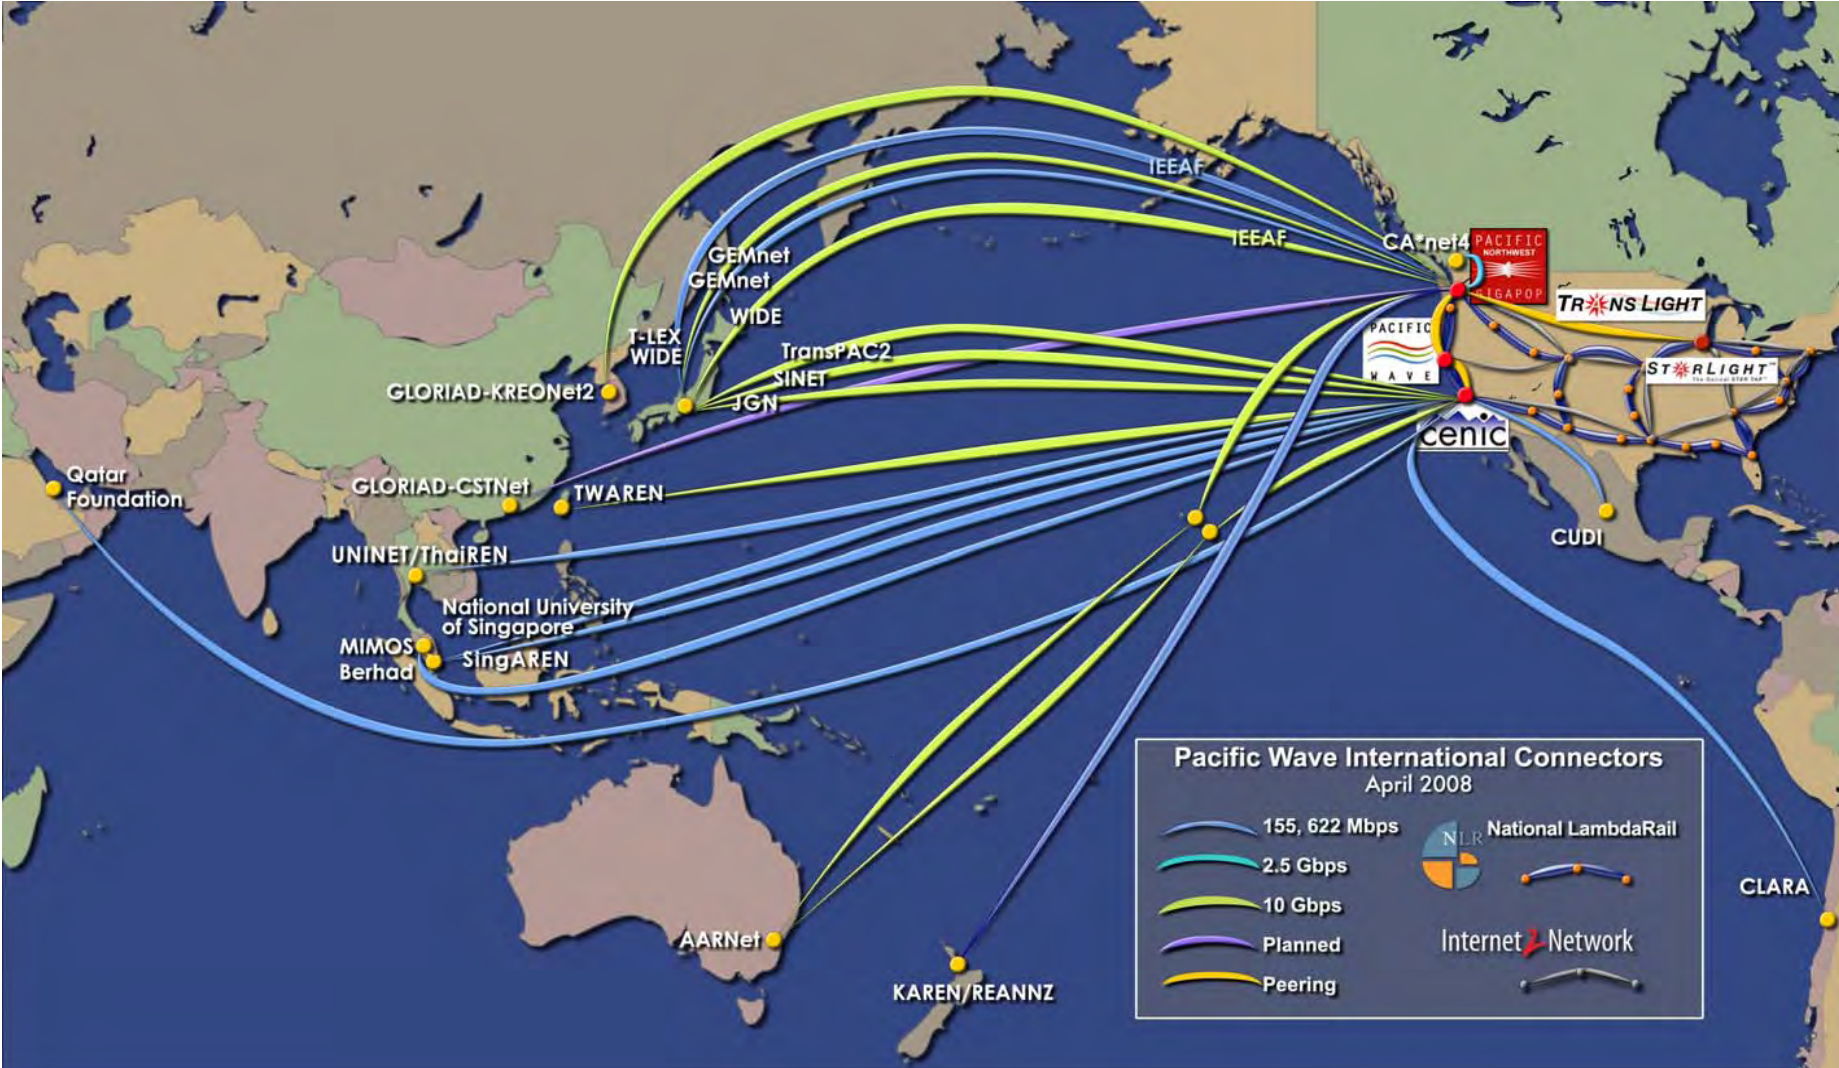 IEEAF
IEEAF
CA*net4
PACIFIC
NORTHWEST
GIGAPOP
GEMnet
GEMnet
WIDE
TRANSLIGHT
T-LEX
WIDE
PACIFIC
WAVE
TransPAC2
SINET
JGN
STARLIGHT
GLORIAD-KREONet2
cenic
Qatar
Foundation
GLORIAD-CSTNet
TWAREN
CUDI
UNINET/ThaiREN
National University
of Singapore
MIMOS
Berhad
SingAREN
AARNet
KAREN/REANNZ
CLARA
Pacific Wave International Connectors
April 2008
155, 622 Mbps
2.5 Gbps
10 Gbps
Planned
Peering
NLR
National LambdaRail
Internet2 Network